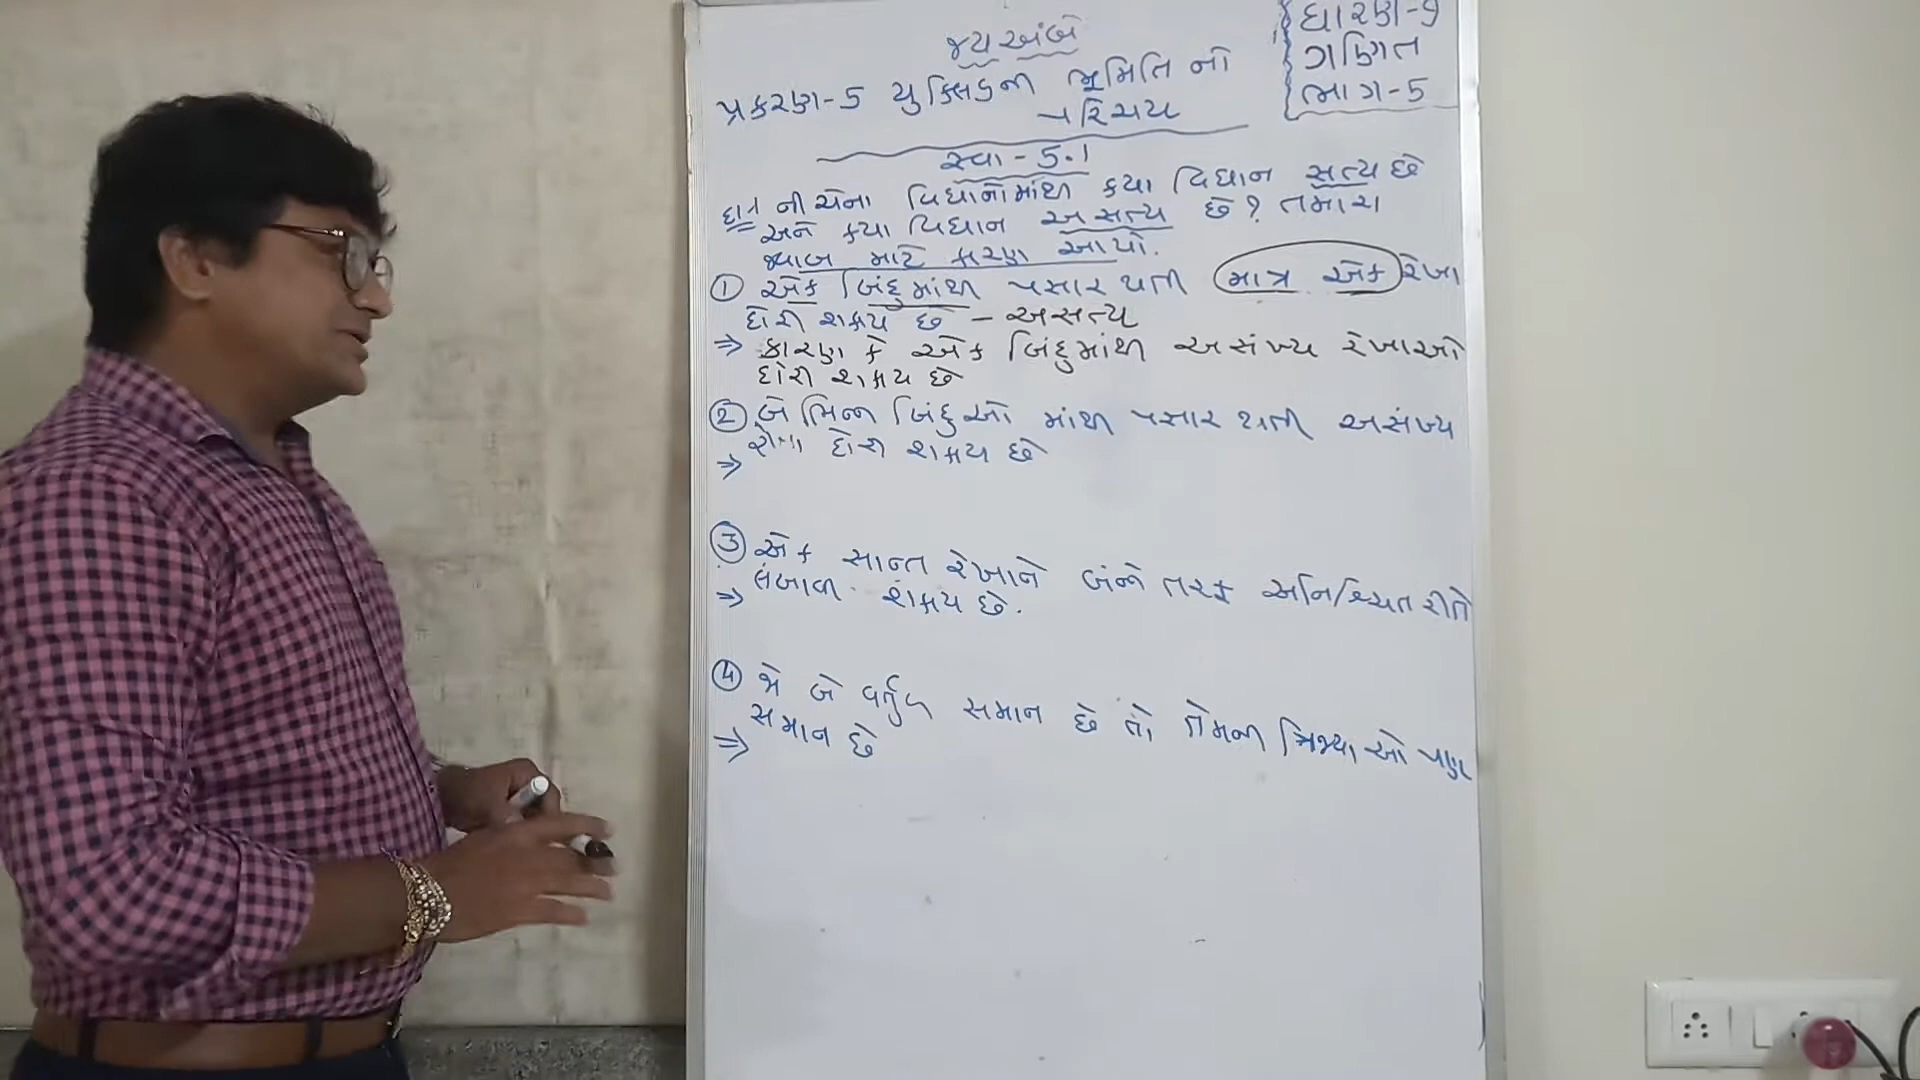 જય અંબે
ધોરણ-9
ગણિત
ભાગ-5
પ્રકરણ-5 યુક્લિડની ભૂમિતિ નો
પરિચય
સ્વા - 5.1
નીચેના વિધાનોમાંથી કયા વિધાન સત્ય છે
અને કયા વિધાન અસત્ય છે? તમારા
જવાબ માટે કારણ આપો.
① એક બિંદુમાંથી પસાર થતી માત્ર એક રેખા
દોરી શકાય છે - અસત્ય
⇒ કારણ કે એક બિંદુમાંથી અસંખ્ય રેખાઓ
દોરી શકાય છે
② બે ભિન્ન બિંદુઓ માંથી પસાર થતી અસંખ્ય
રેખા દોરી શકાય છે
⇒
③ એક સાન્ત રેખાને બંને તરફ અનિશ્ચિત રીતે
લંબાવી શકાય છે.
⇒
④ જો બે વર્તુળ સમાન છે તો તેમની ત્રિજ્યાઓ પણ
સમાન છે
⇒